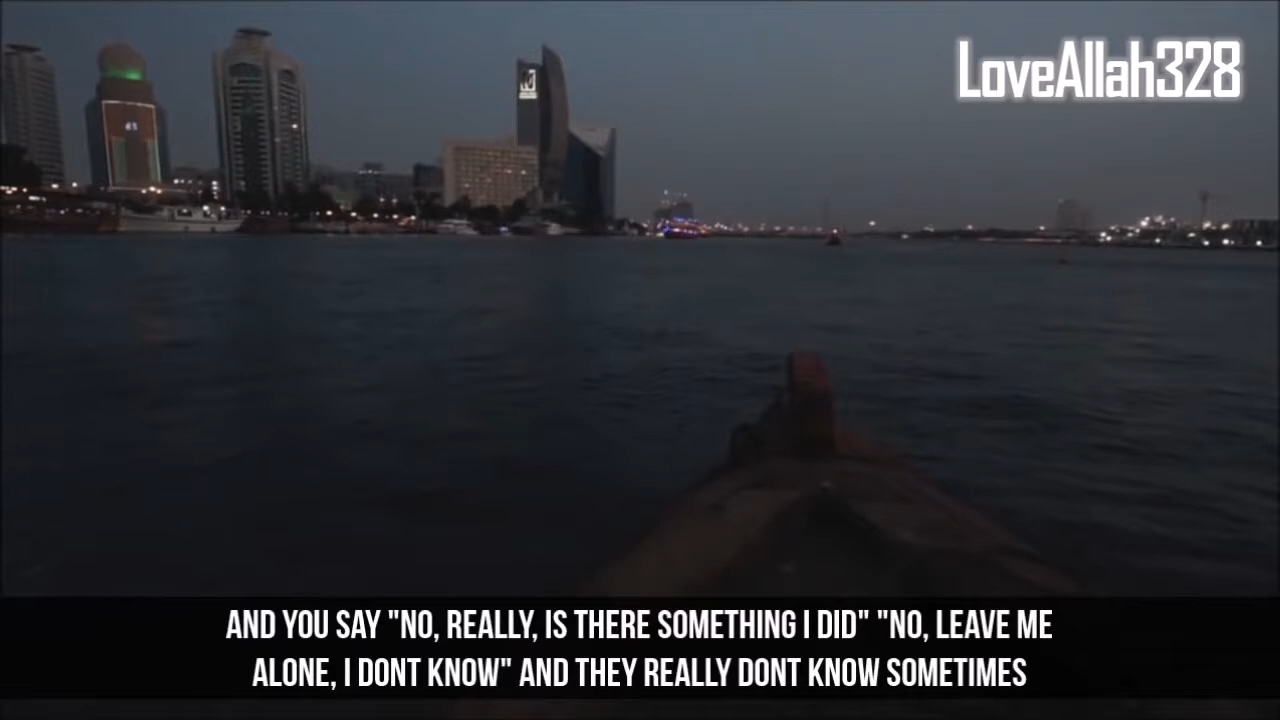 LoveAllah328
AND YOU SAY "NO, REALLY, IS THERE SOMETHING I DID" "NO, LEAVE ME
ALONE, I DONT KNOW" AND THEY REALLY DONT KNOW SOMETIMES